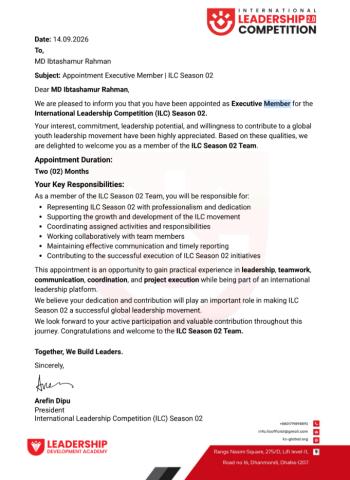 INTERNATIONAL
LEADERSHIP 2.0
COMPETITION
Date: 14.09.2026
To,
MD Ibtashamur Rahman
Subject: Appointment Executive Member | ILC Season 02
Dear MD Ibtashamur Rahman,
We are pleased to inform you that you have been appointed as Executive Member for the
International Leadership Competition (ILC) Season 02.
Your interest, commitment, leadership potential, and willingness to contribute to a global
youth leadership movement have been highly appreciated. Based on these qualities, we
are delighted to welcome you as a member of the ILC Season 02 Team.
Appointment Duration:
Two (02) Months
Your Key Responsibilities:
As a member of the ILC Season 02 Team, you will be responsible for:
• Representing ILC Season 02 with professionalism and dedication
• Supporting the growth and development of the ILC movement
• Coordinating assigned activities and responsibilities
• Working collaboratively with team members
• Maintaining effective communication and timely reporting
• Contributing to the successful execution of ILC Season 02 initiatives
This appointment is an opportunity to gain practical experience in leadership, teamwork,
communication, coordination, and project execution while being part of an international
leadership platform.
We believe your dedication and contribution will play an important role in making ILC
Season 02 a successful global leadership movement.
We look forward to your active participation and valuable contribution throughout this
journey. Congratulations and welcome to the ILC Season 02 Team.
Together, We Build Leaders.
Sincerely,
Arefin Dipu
President
International Leadership Competition (ILC) Season 02
LEADERSHIP
DEVELOPMENT ACADEMY
Rangs Nasim Square, 275/D, Lift level-11,
Road no 16, Dhanmondi, Dhaka-1207